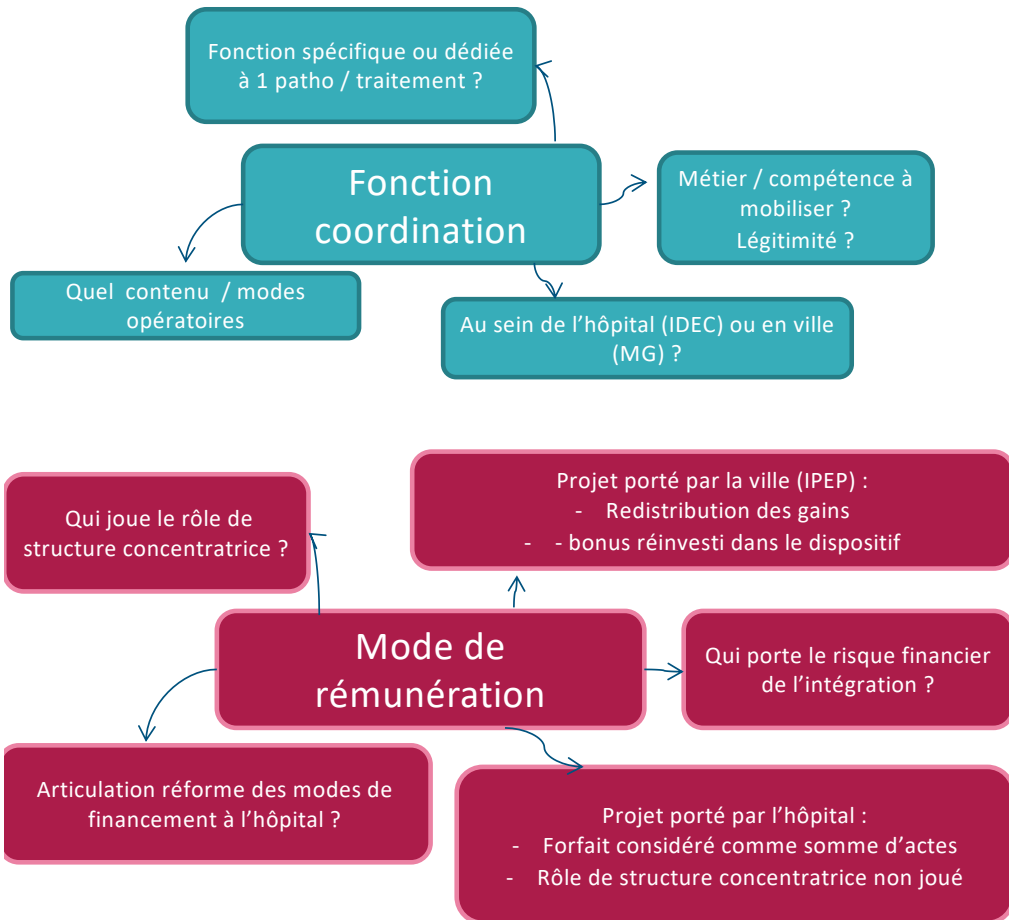 Fonction spécifique ou dédiée
à 1 patho / traitement ?
Fonction
coordination
Métier / compétence à
mobiliser ?
Légitimité ?
Quel contenu / modes
opératoires
Au sein de l’hôpital (IDEC) ou en ville
(MG) ?
Qui joue le rôle de
structure concentratrice ?
Projet porté par la ville (IPEP) :
- Redistribution des gains
- - bonus réinvesti dans le dispositif
Mode de
rémunération
Qui porte le risque financier
de l’intégration ?
Articulation réforme des modes de
financement à l’hôpital ?
Projet porté par l’hôpital :
- Forfait considéré comme somme d’actes
- Rôle de structure concentratrice non joué